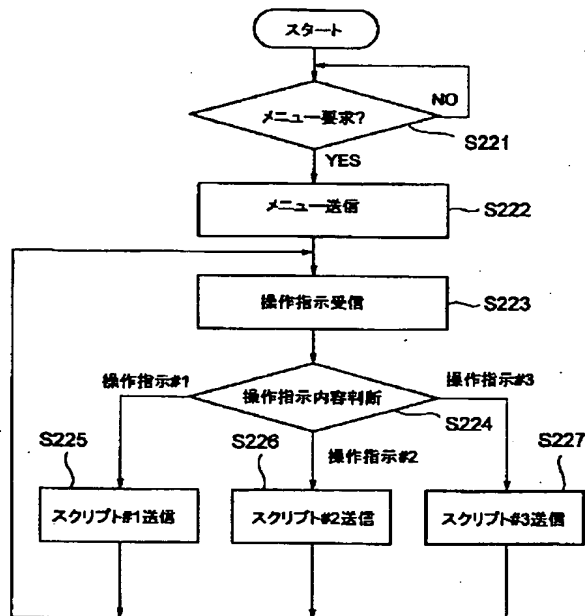 スタート
NO
メニュー要求?
S221
YES
メニュー送信
S222
操作指示受信
S223
操作指示#1
操作指示#3
操作指示内容判断
S224
S225
S226
操作指示#2
S227
スクリプト#1送信
スクリプト#2送信
スクリプト#3送信